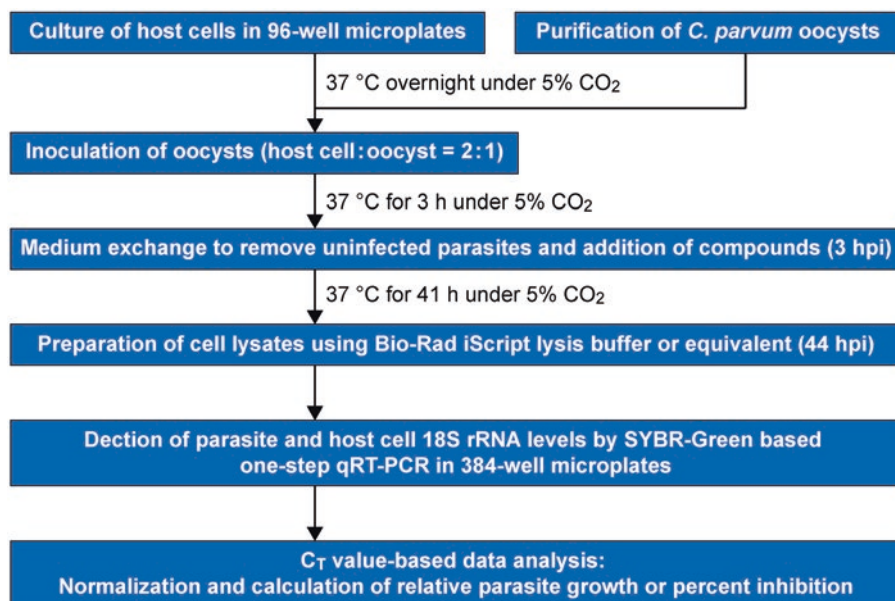 Culture of host cells in 96-well microplates
Purification of C. parvum oocysts
37 °C overnight under 5% CO₂
Inoculation of oocysts (host cell:oocyst = 2:1)
37 °C for 3 h under 5% CO₂
Medium exchange to remove uninfected parasites and addition of compounds (3 hpi)
37 °C for 41 h under 5% CO₂
Preparation of cell lysates using Bio-Rad iScript lysis buffer or equivalent (44 hpi)
Dection of parasite and host cell 18S rRNA levels by SYBR-Green based
one-step qRT-PCR in 384-well microplates
C_T value-based data analysis:
Normalization and calculation of relative parasite growth or percent inhibition